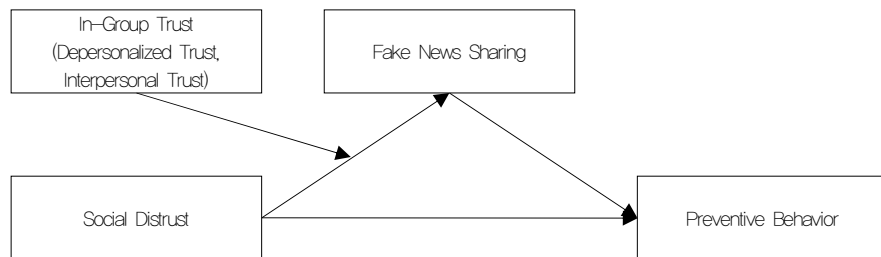 In-Group Trust
(Depersonalized Trust,
Interpersonal Trust)
Fake News Sharing
Social Distrust
Preventive Behavior